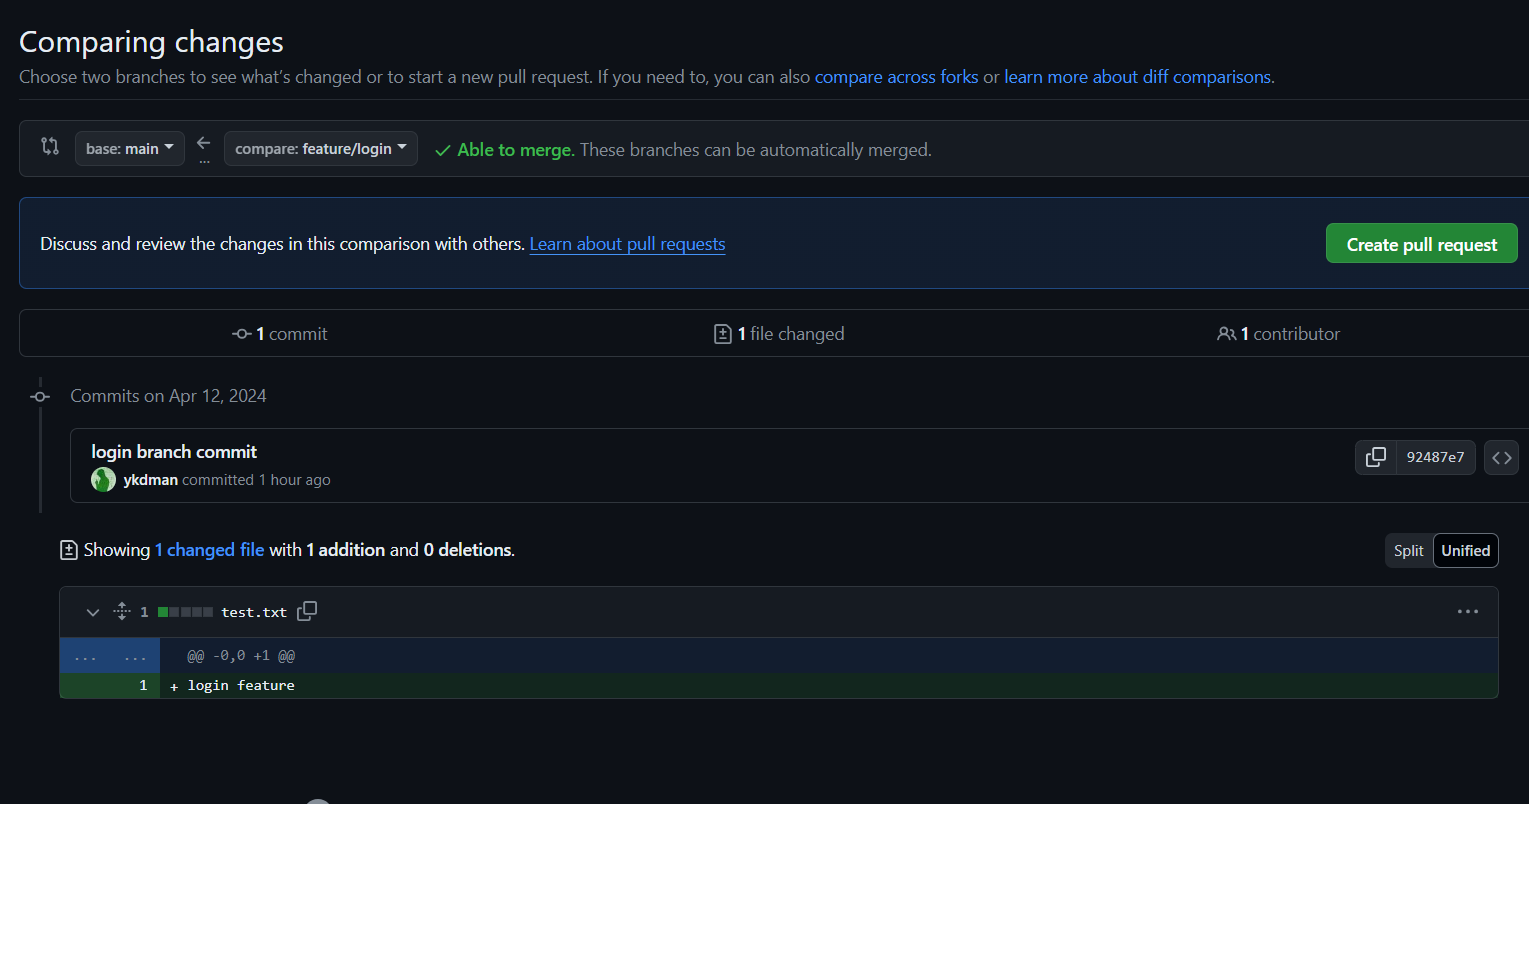 Comparing changes
Choose two branches to see what's changed or to start a new pull request. If you need to, you can also compare across forks or learn more about diff comparisons.
base: main ... compare: feature/login Able to merge. These branches can be automatically merged.
Discuss and review the changes in this comparison with others. Learn about pull requests Create pull request
1 commit 1 file changed 1 contributor
Commits on Apr 12, 2024
login branch commit
92487e7
ykdman committed 1 hour ago
Showing 1 changed file with 1 addition and 0 deletions. Split Unified
1 test.txt ...
... ... @@ -0,0 +1 @@
1 + login feature